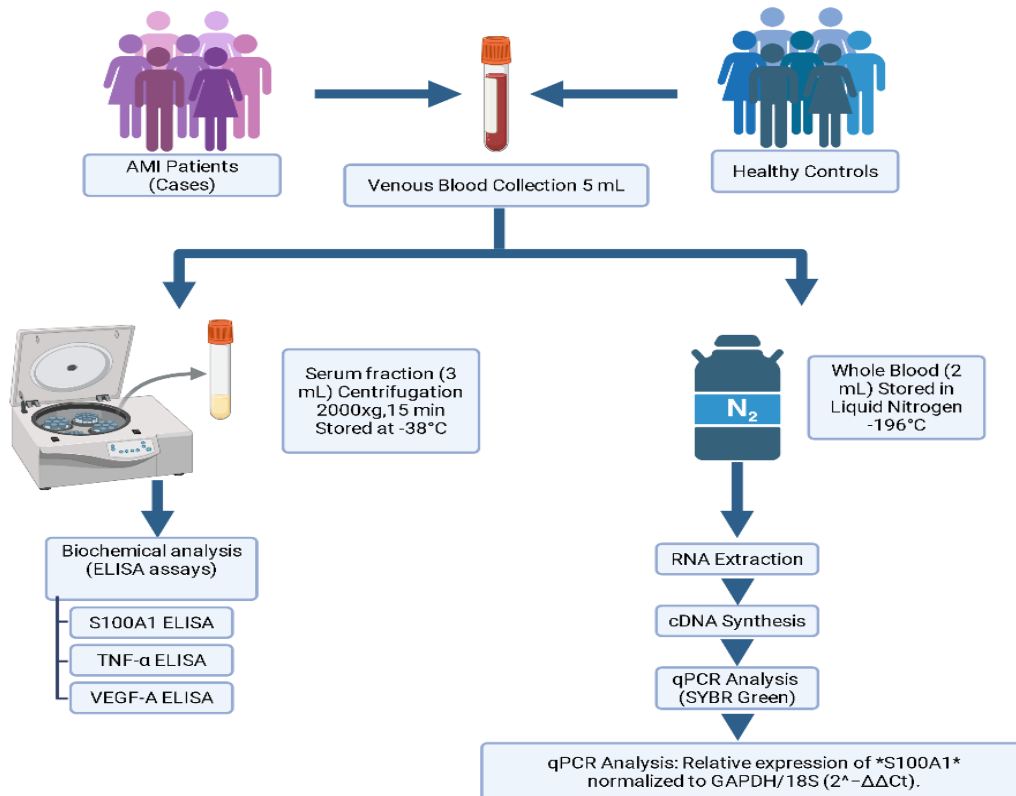 AMI Patients
(Cases)
Venous Blood Collection 5 mL
Healthy Controls
Serum fraction (3
mL) Centrifugation
2000xg,15 min
Stored at -38°C
N₂
Whole Blood (2
mL) Stored in
Liquid Nitrogen
-196°C
Biochemical analysis
(ELISA assays)
S100A1 ELISA
TNF-α ELISA
VEGF-A ELISA
RNA Extraction
cDNA Synthesis
qPCR Analysis
(SYBR Green)
qPCR Analysis: Relative expression of *S100A1*
normalized to GAPDH/18S (2^−ΔΔCt).